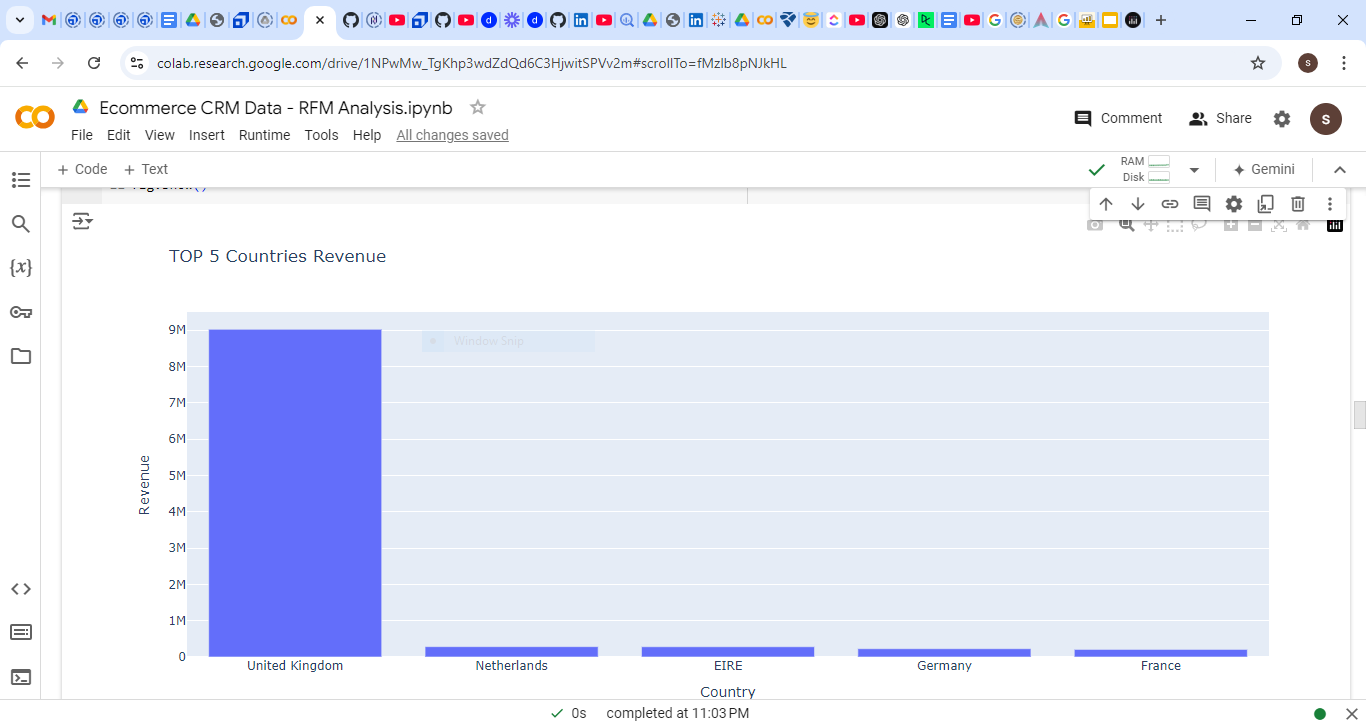 colab.research.google.com/drive/1NPwMw_TgKhp3wdZdQd6C3HjwitSPVv2m#scrollTo=fMzlb8pNJkHL
S
Ecommerce CRM Data - RFM Analysis.ipynb
File Edit View Insert Runtime Tools Help All changes saved
Comment Share S
+ Code + Text
RAM
Disk
Gemini
TOP 5 Countries Revenue
Window Snip
9M
8M
7M
6M
5M
4M
3M
2M
1M
0
Revenue
United Kingdom Netherlands EIRE Germany France
Country
0s completed at 11:03 PM